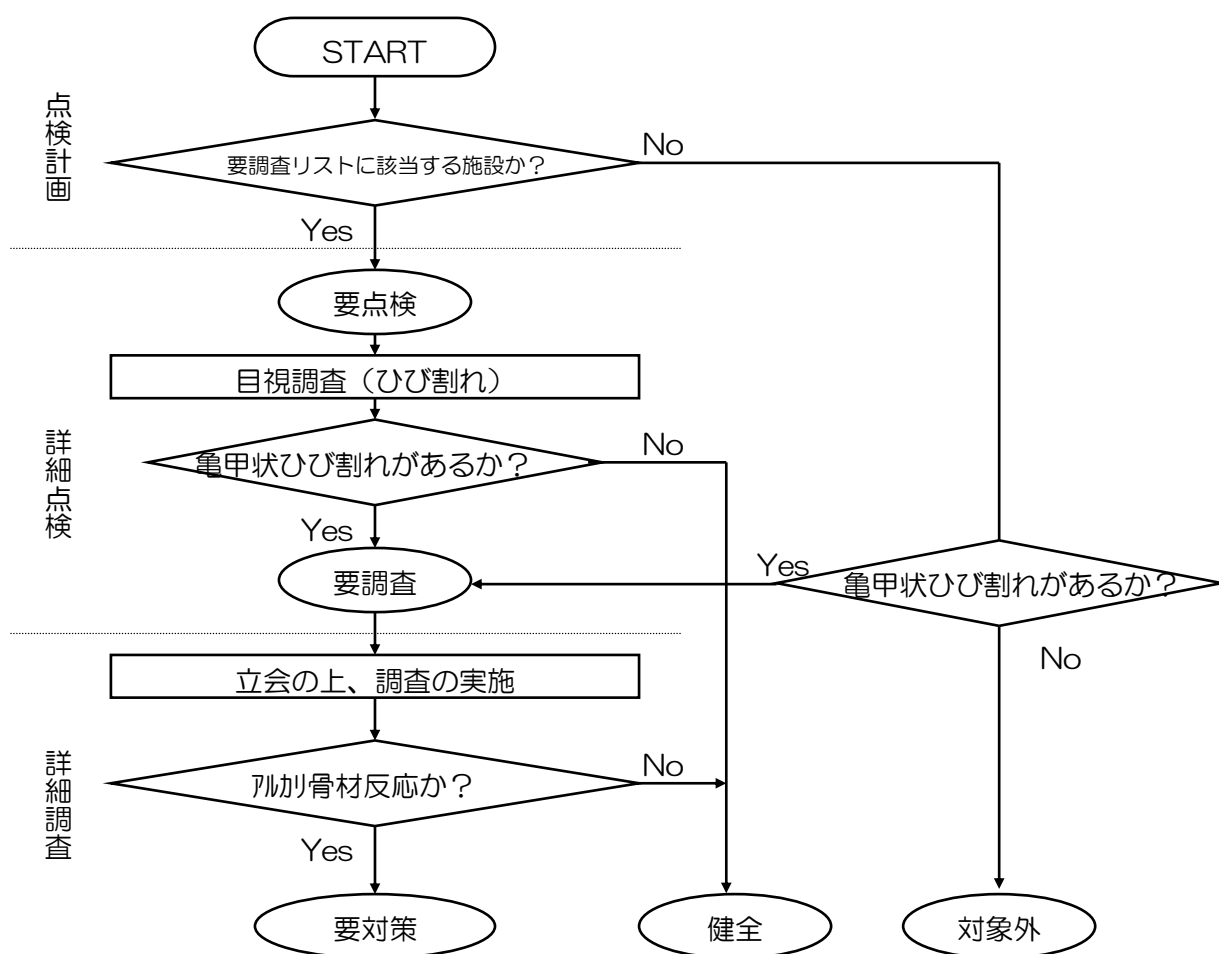 START
点検計画
要調査リストに該当する施設か？
No
Yes
要点検
目視調査（ひび割れ）
詳細点検
亀甲状ひび割れがあるか？
No
Yes
要調査
Yes
亀甲状ひび割れがあるか？
No
立会の上、調査の実施
詳細調査
ｱﾙｶﾘ骨材反応か？
No
Yes
要対策
健全
対象外